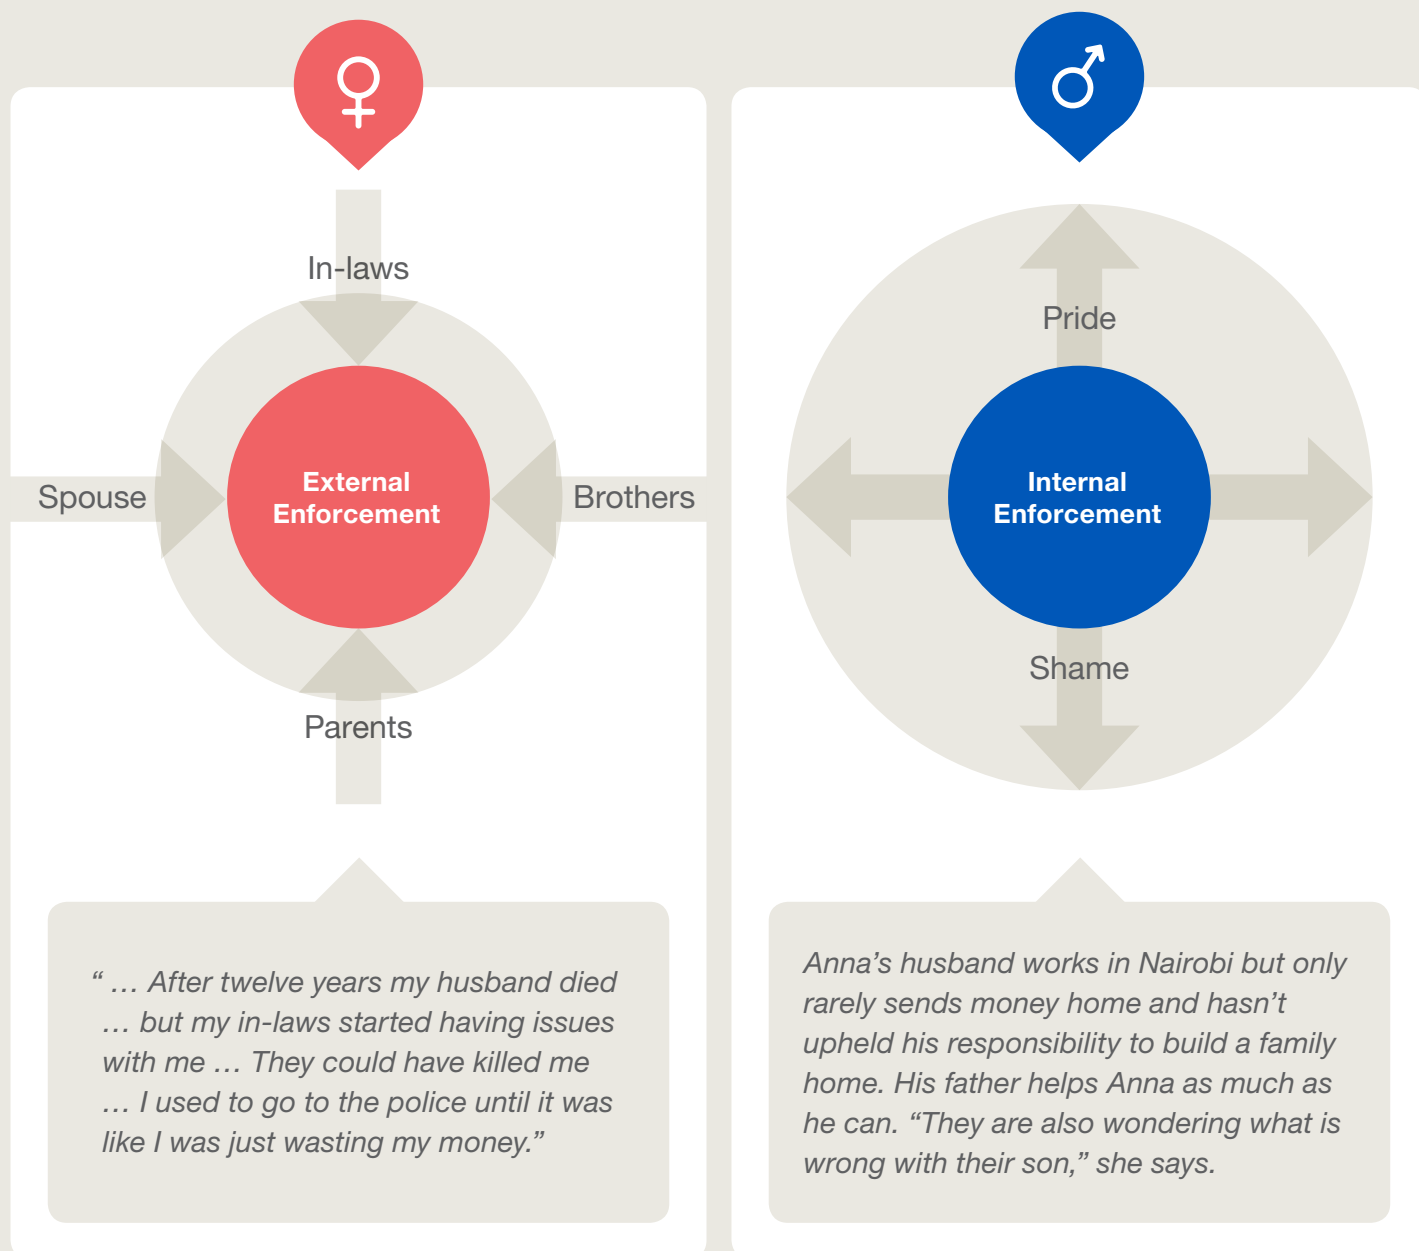 In-laws
Spouse
External
Enforcement
Brothers
Parents
“ … After twelve years my husband died
… but my in-laws started having issues
with me … They could have killed me
… I used to go to the police until it was
like I was just wasting my money.”
Pride
Internal
Enforcement
Shame
Anna’s husband works in Nairobi but only
rarely sends money home and hasn’t
upheld his responsibility to build a family
home. His father helps Anna as much as
he can. “They are also wondering what is
wrong with their son,” she says.